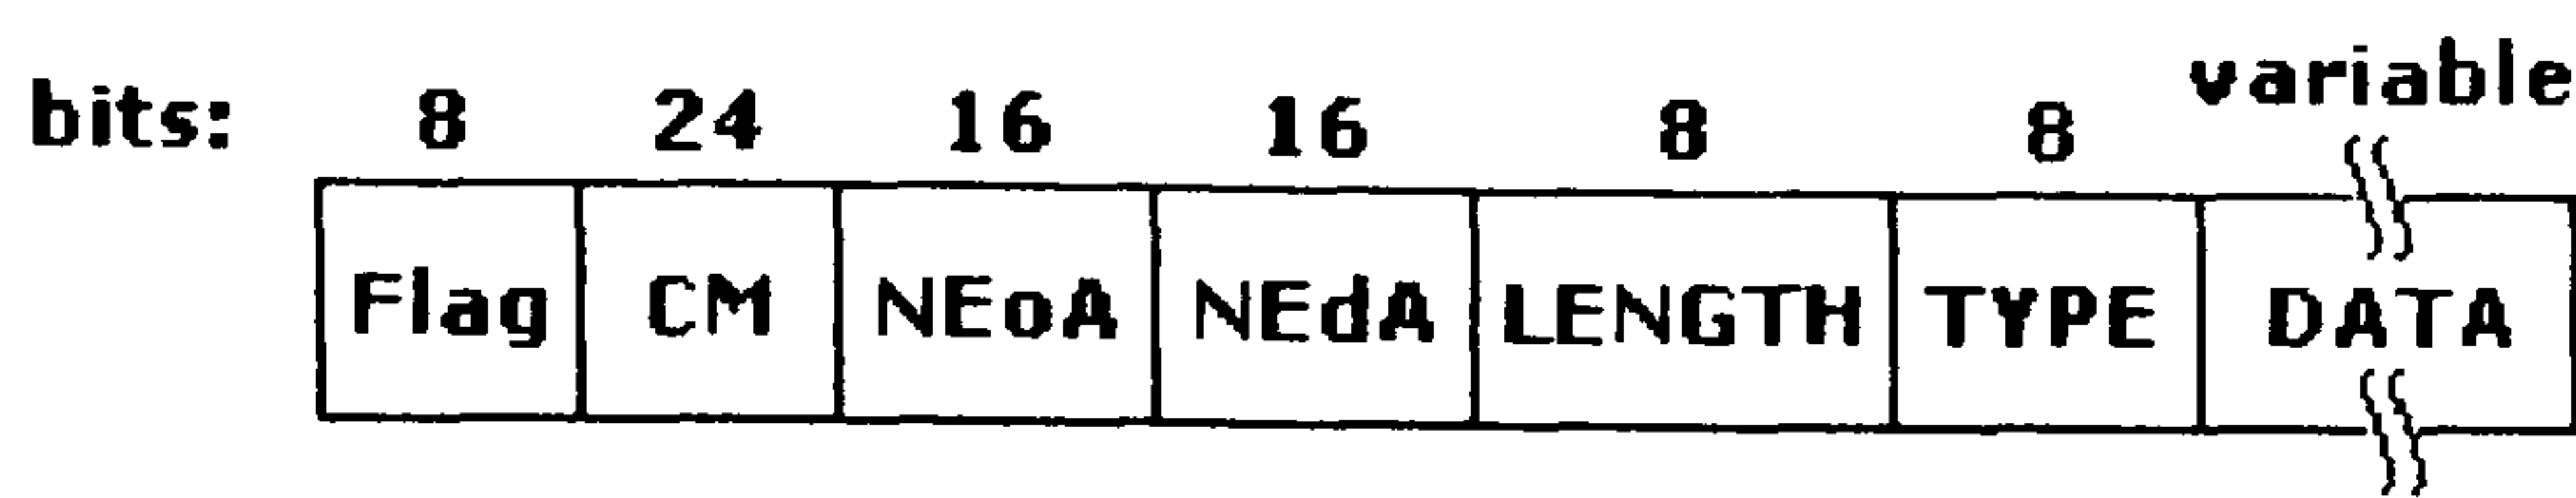 bits: 8 24 16 16 8 8 variable
Flag CM NEoA NEdA LENGTH TYPE DATA